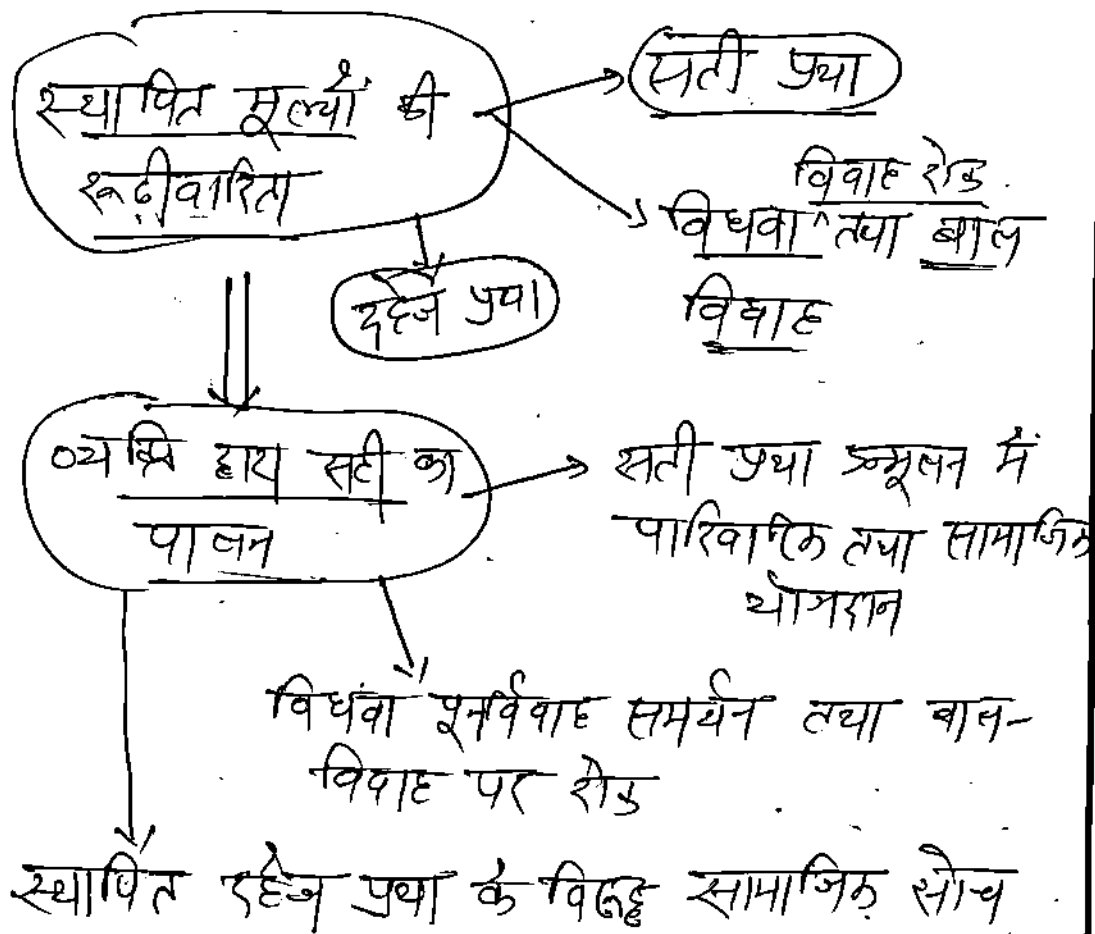 स्थापित मूल्यों की
रूढ़ीवादिता
सती प्रथा
विवाह रोक
विधवा ^ तथा बाल
विवाह
दहेज प्रथा
व्यक्ति द्वारा सही का
पालन
सती प्रथा उन्मूलन में
पारिवारिक तथा सामाजिक
योगदान
विधवा पूनर्विवाह समर्थन तथा बाल-
विवाह पर रोक
स्थापित दहेज प्रथा के विरूद्ध सामाजिक सोच